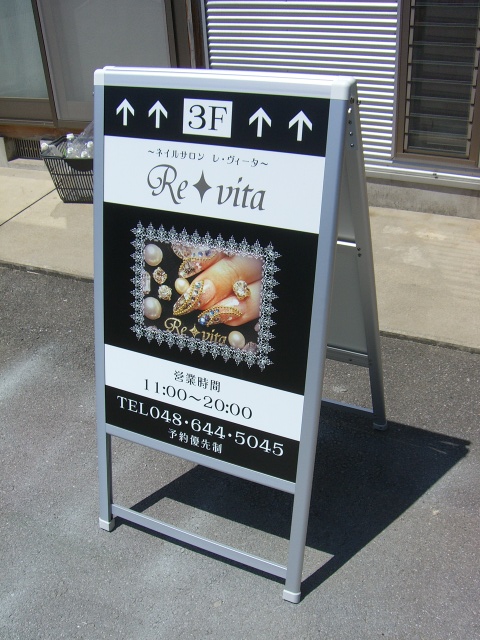 ↑ ↑ 3F ↑ ↑
～ネイルサロン レ・ヴィータ～
Re✦vita
Re✦vita
営業時間
11:00～20:00
TEL048・644・5045
予約優先制